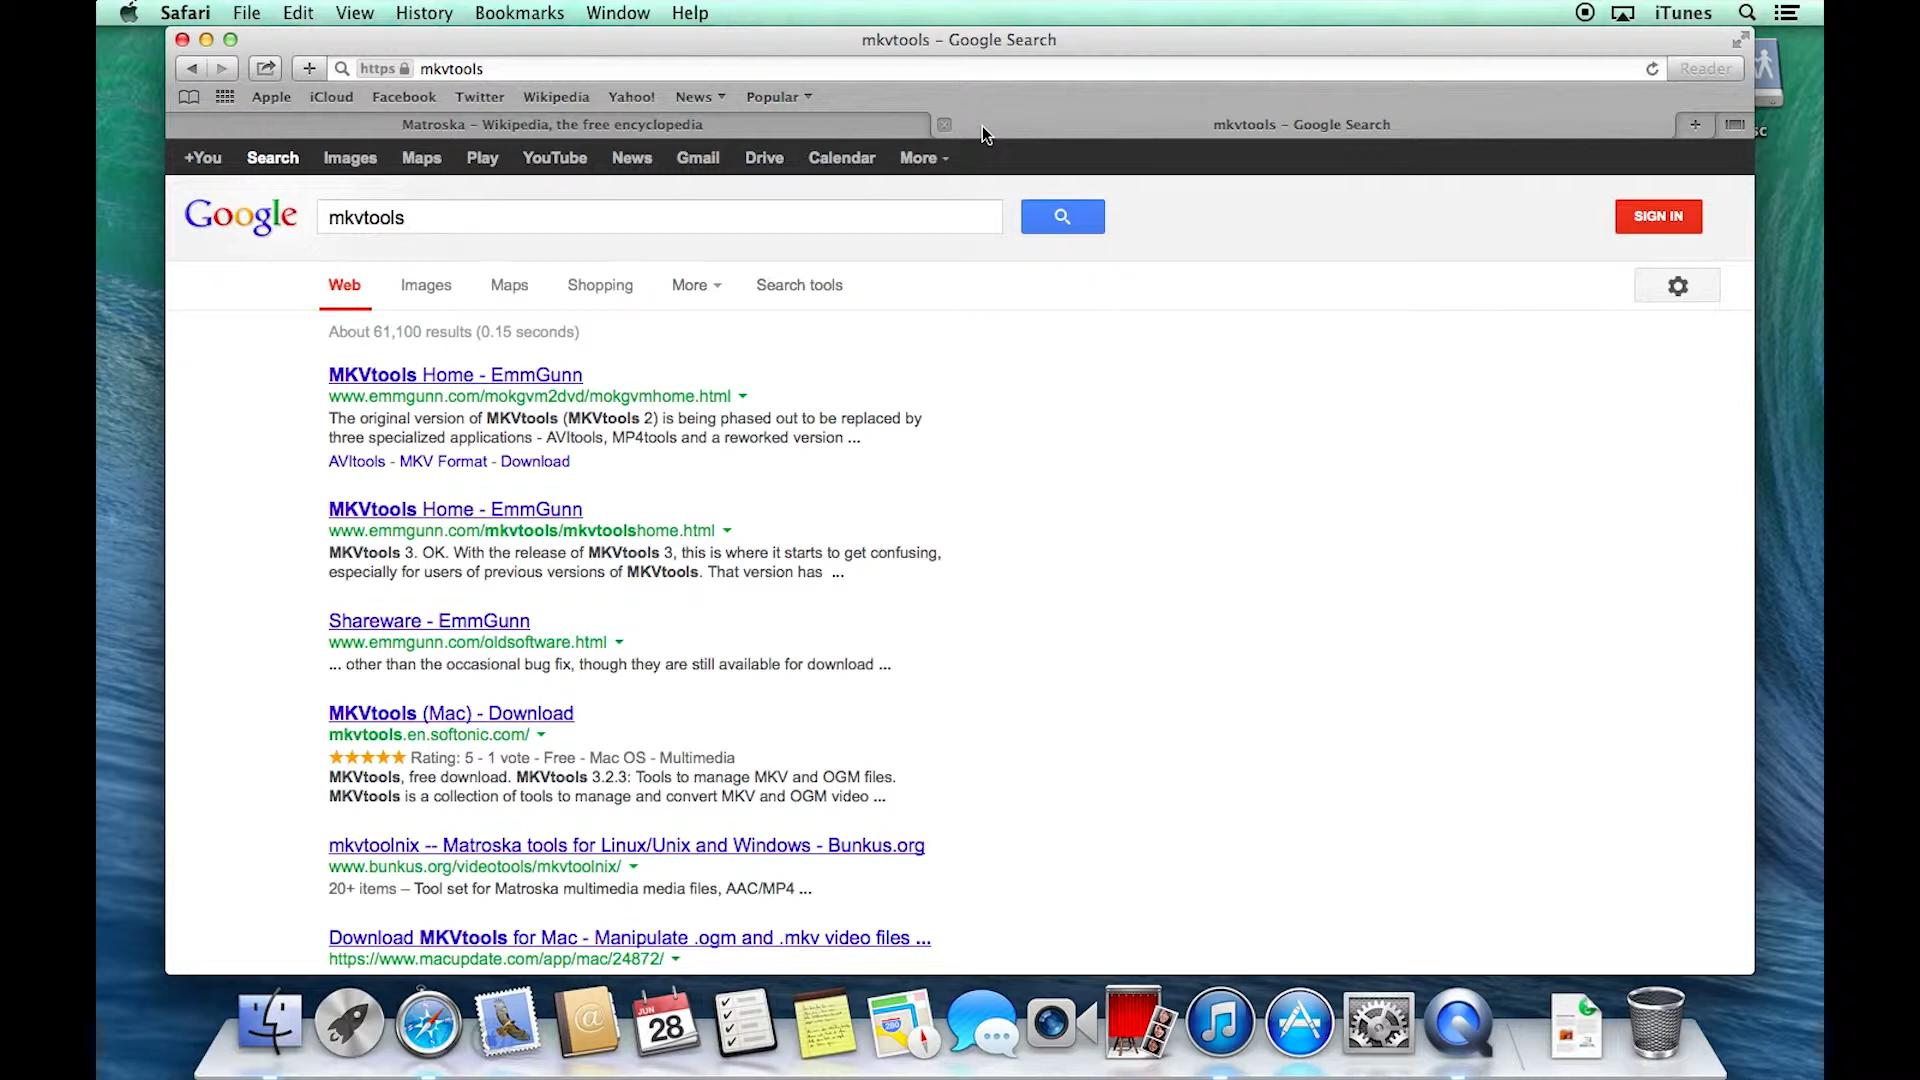 Safari File Edit View History Bookmarks Window Help iTunes
mkvtools – Google Search
https mkvtools Reader
Apple iCloud Facebook Twitter Wikipedia Yahoo! News Popular
Matroska – Wikipedia, the free encyclopedia mkvtools – Google Search
+You Search Images Maps Play YouTube News Gmail Drive Calendar More
Google mkvtools SIGN IN
Web Images Maps Shopping More Search tools
About 61,100 results (0.15 seconds)
MKVtools Home - EmmGunn
www.emmgunn.com/mokgvm2dvd/mokgvmhome.html
The original version of MKVtools (MKVtools 2) is being phased out to be replaced by
three specialized applications - AVItools, MP4tools and a reworked version ...
AVItools - MKV Format - Download
MKVtools Home - EmmGunn
www.emmgunn.com/mkvtools/mkvtoolshome.html
MKVtools 3. OK. With the release of MKVtools 3, this is where it starts to get confusing,
especially for users of previous versions of MKVtools. That version has ...
Shareware - EmmGunn
www.emmgunn.com/oldsoftware.html
... other than the occasional bug fix, though they are still available for download ...
MKVtools (Mac) - Download
mkvtools.en.softonic.com/
Rating: 5 - 1 vote - Free - Mac OS - Multimedia
MKVtools, free download. MKVtools 3.2.3: Tools to manage MKV and OGM files.
MKVtools is a collection of tools to manage and convert MKV and OGM video ...
mkvtoolnix -- Matroska tools for Linux/Unix and Windows - Bunkus.org
www.bunkus.org/videotools/mkvtoolnix/
20+ items – Tool set for Matroska multimedia media files, AAC/MP4 ...
Download MKVtools for Mac - Manipulate .ogm and .mkv video files ...
https://www.macupdate.com/app/mac/24872/
JUN
28
280